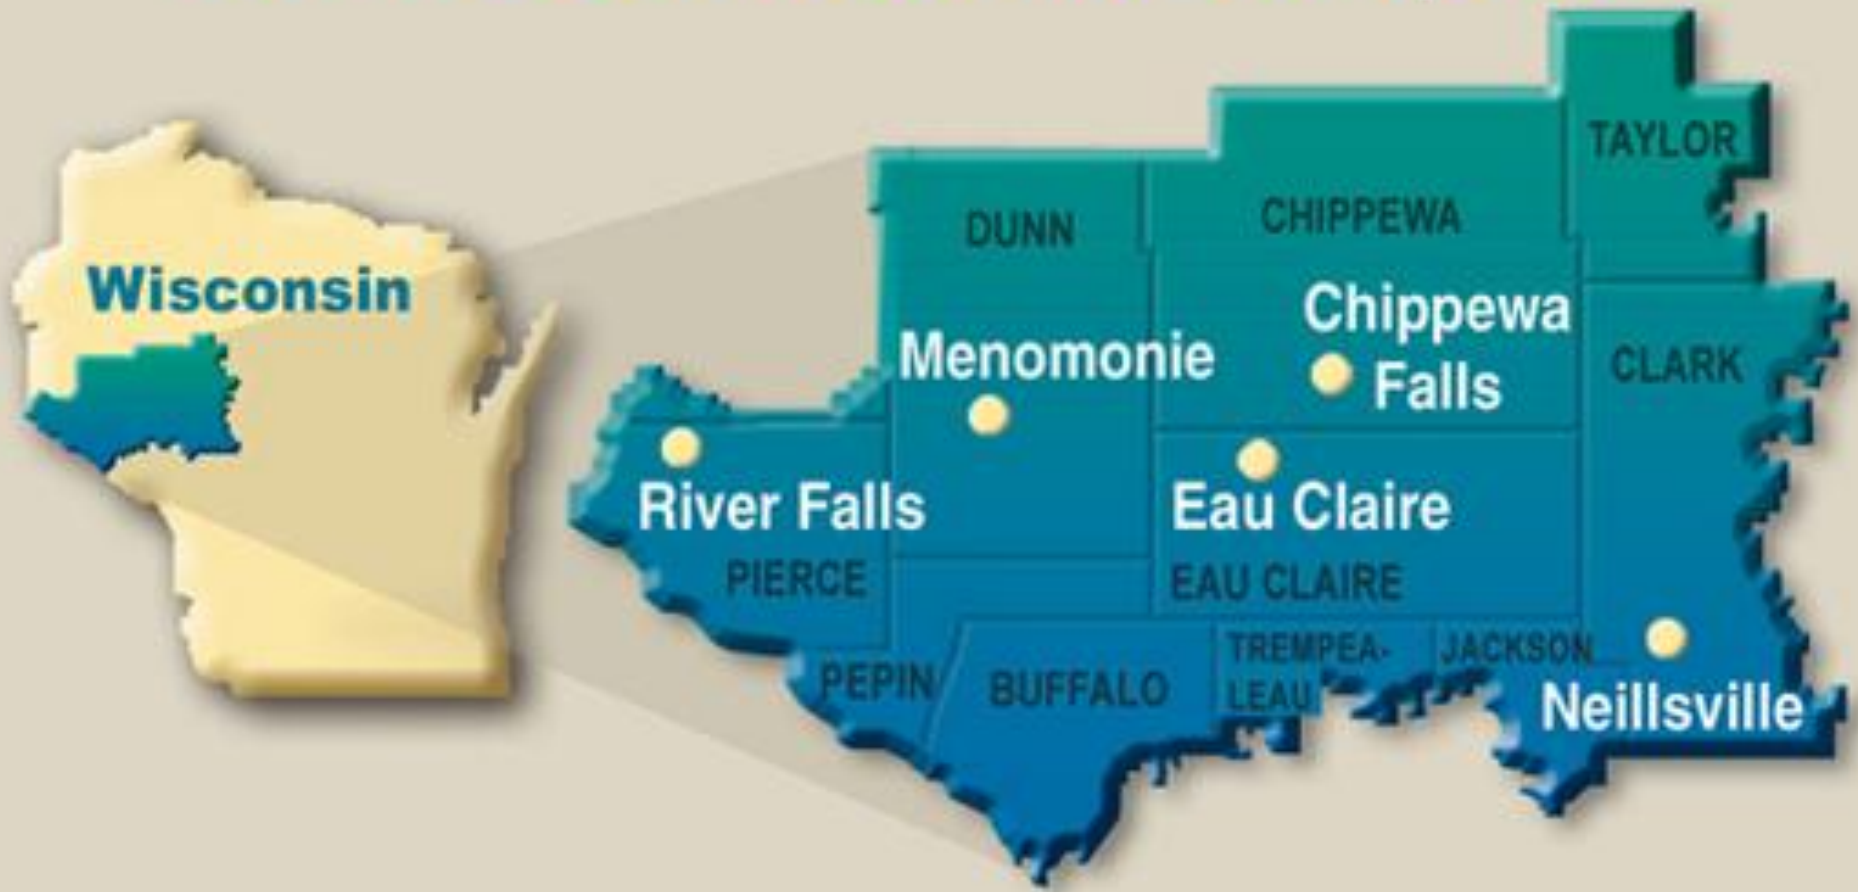 Wisconsin
TAYLOR
DUNN
CHIPPEWA
Chippewa
Falls
Menomonie
CLARK
River Falls
Eau Claire
PIERCE
EAU CLAIRE
PEPIN
BUFFALO
TREMPEA-
LEAU
JACKSON
Neillsville